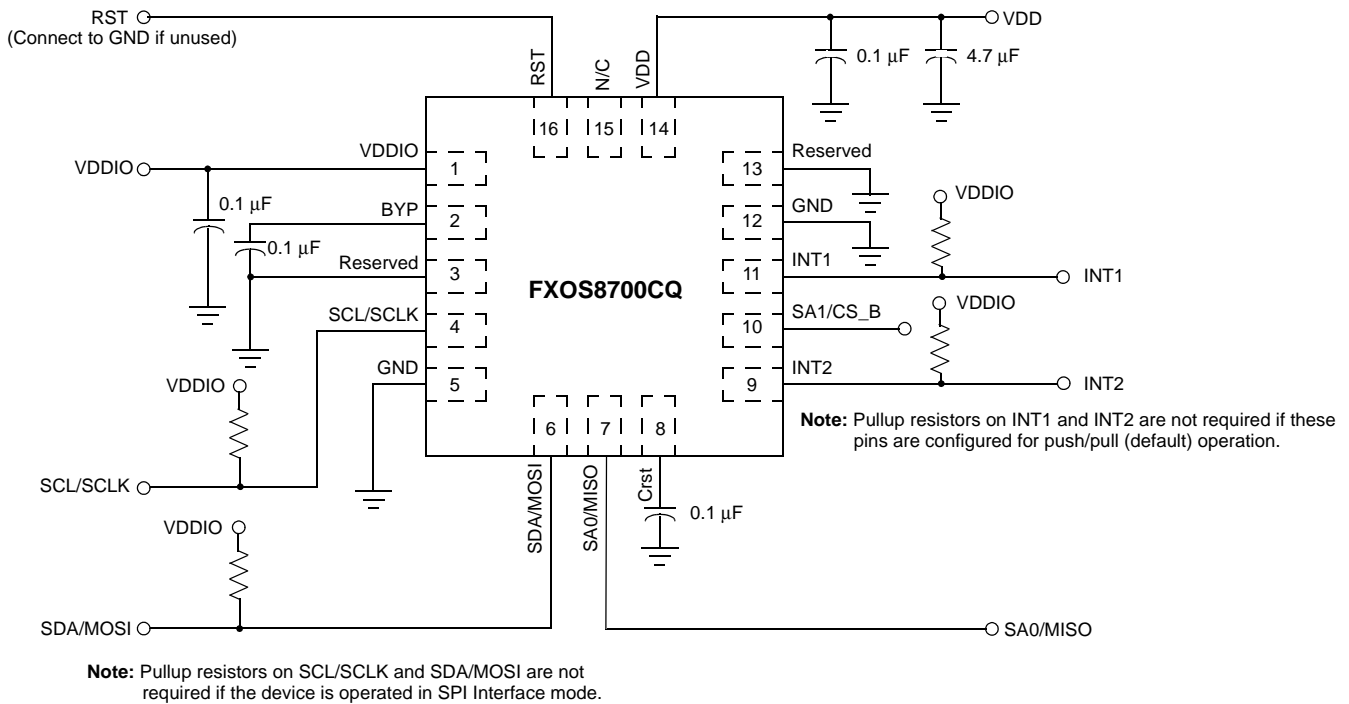 RST
(Connect to GND if unused)
VDD
0.1 μF
4.7 μF
RST
N/C
VDD
16
15
14
VDDIO
VDDIO
1
13
Reserved
0.1 μF
BYP
2
12
GND
VDDIO
0.1 μF
Reserved
3
FXOS8700CQ
11
INT1
INT1
SCL/SCLK
4
10
SA1/CS_B
VDDIO
GND
5
9
INT2
INT2
VDDIO
6
7
8
Note: Pullup resistors on INT1 and INT2 are not required if these
pins are configured for push/pull (default) operation.
SCL/SCLK
SDA/MOSI
SA0/MISO
Crst
0.1 μF
VDDIO
SDA/MOSI
SA0/MISO
Note: Pullup resistors on SCL/SCLK and SDA/MOSI are not
required if the device is operated in SPI Interface mode.